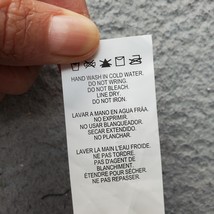 HAND WASH IN COLD WATER.
DO NOT WRING.
DO NOT BLEACH.
LINE DRY.
DO NOT IRON.
LAVAR A MANO EN AGUA FRÁA.
NO EXPRIMIR.
NO USAR BLANQUEADOR.
SECAR EXTENDIDO.
NO PLANCHAR.
LAVER LA MAIN L'EAU FROIDE.
NE PAS TORDRE.
PAS D'AGENT DE
BLANCHIMENT.
ÉTENDRE POUR SÉCHER.
NE PAS REPASSER.